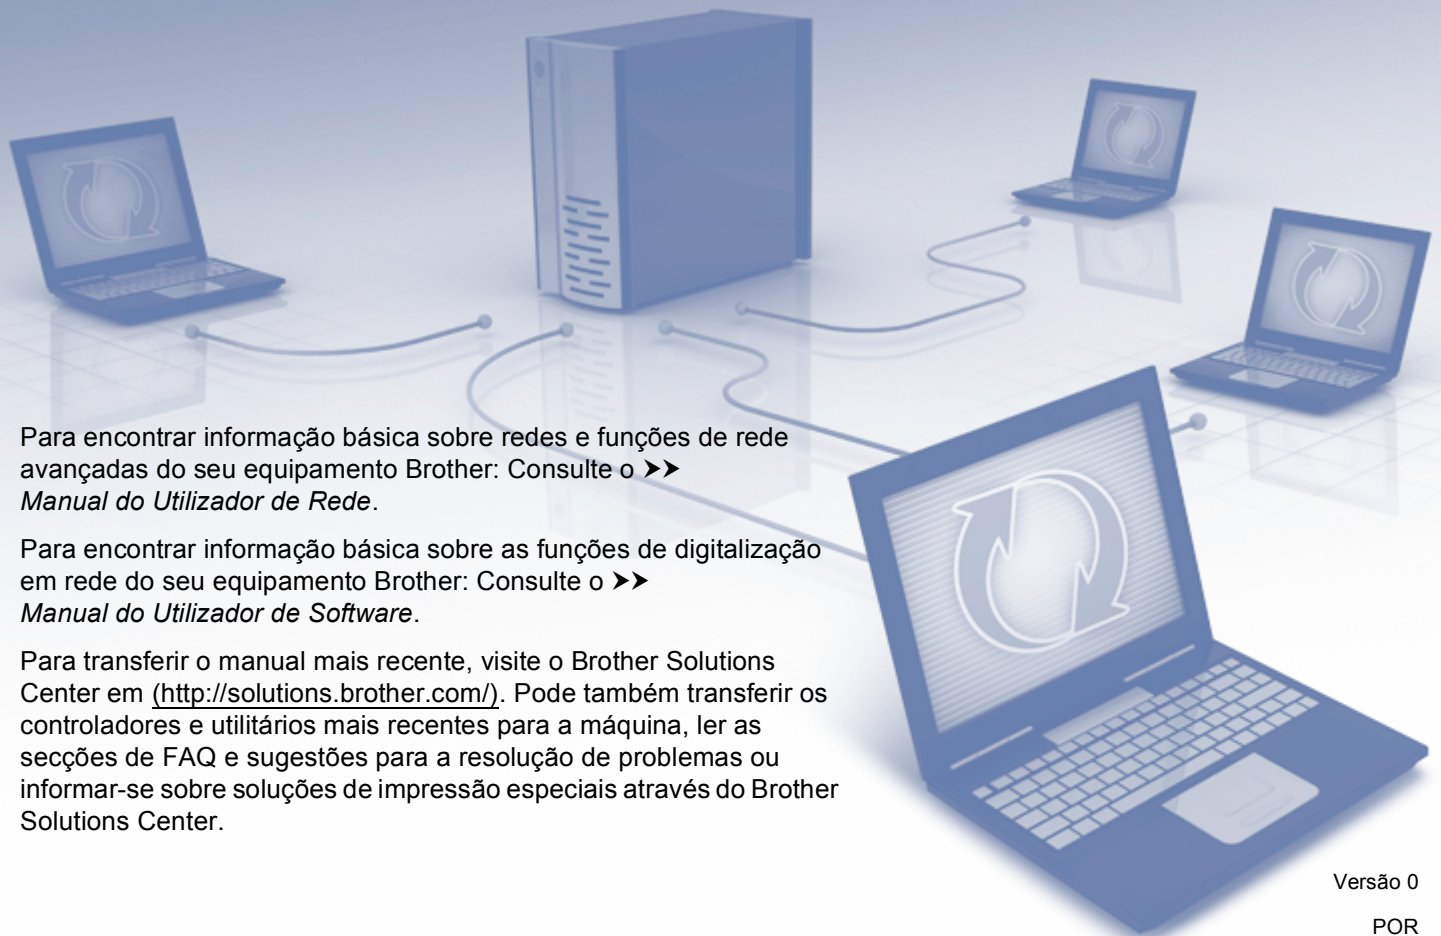 Para encontrar informação básica sobre redes e funções de rede
avançadas do seu equipamento Brother: Consulte o ➤➤
Manual do Utilizador de Rede.
Para encontrar informação básica sobre as funções de digitalização
em rede do seu equipamento Brother: Consulte o ➤➤
Manual do Utilizador de Software.
Para transferir o manual mais recente, visite o Brother Solutions
Center em (http://solutions.brother.com/). Pode também transferir os
controladores e utilitários mais recentes para a máquina, ler as
secções de FAQ e sugestões para a resolução de problemas ou
informar-se sobre soluções de impressão especiais através do Brother
Solutions Center.
Versão 0
POR